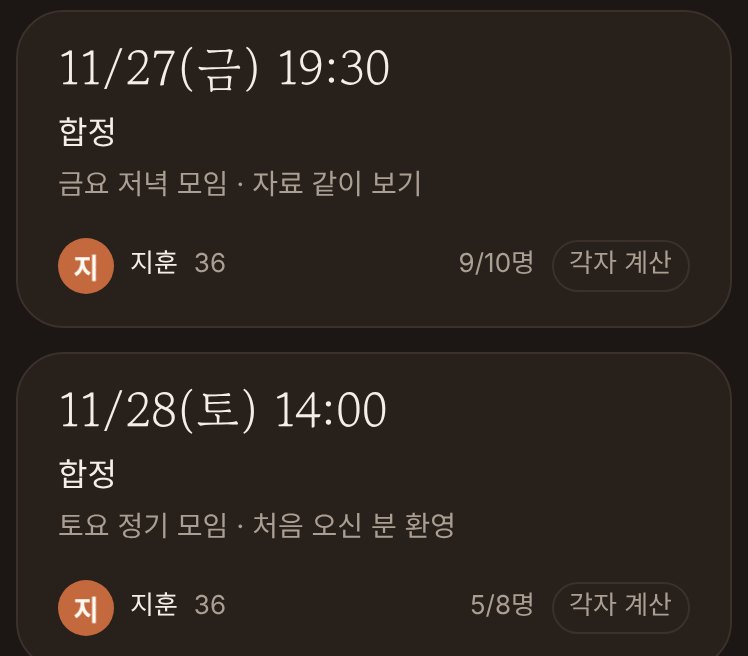 11/27(금) 19:30
합정
금요 저녁 모임 · 자료 같이 보기
지 지훈 36 9/10명 각자 계산
11/28(토) 14:00
합정
토요 정기 모임 · 처음 오신 분 환영
지 지훈 36 5/8명 각자 계산